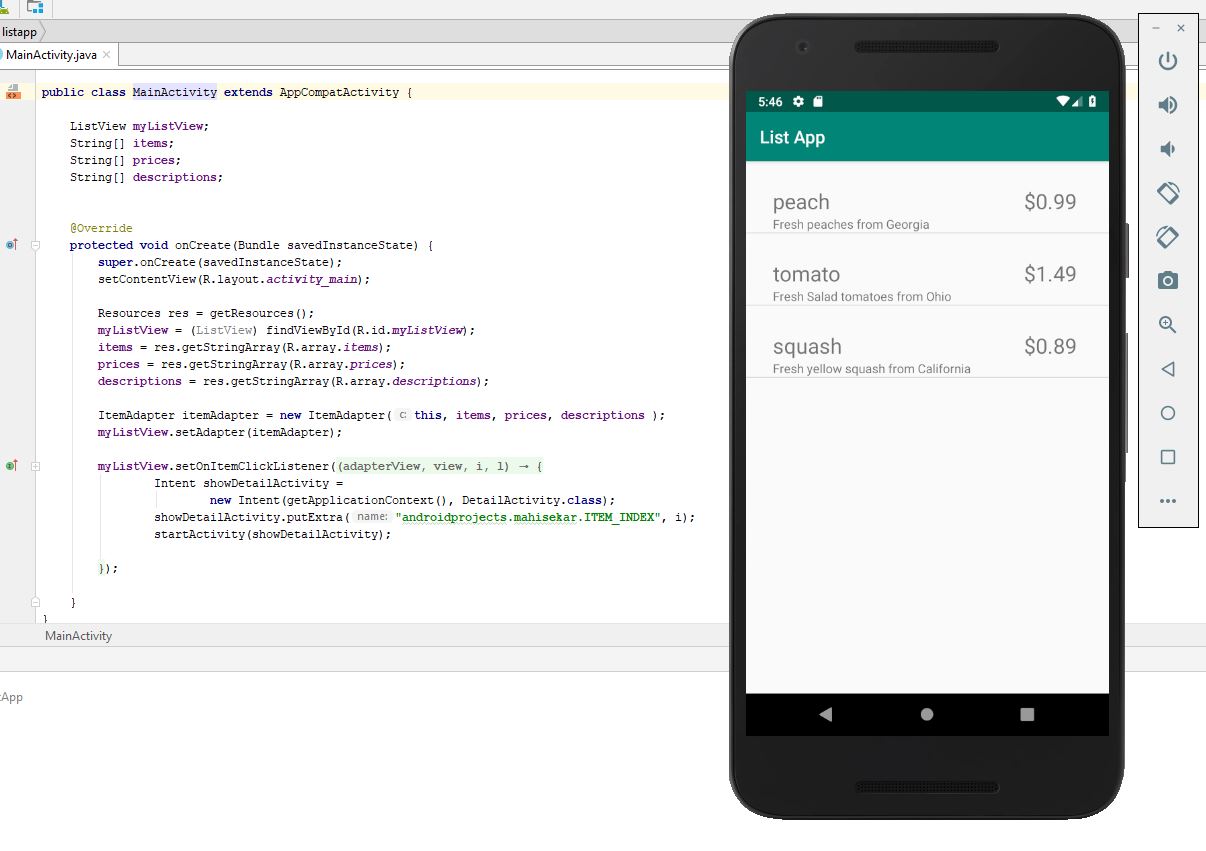 listapp
MainActivity.java
public class MainActivity extends AppCompatActivity {
ListView myListView;
String[] items;
String[] prices;
String[] descriptions;
@Override
protected void onCreate(Bundle savedInstanceState) {
super.onCreate(savedInstanceState);
setContentView(R.layout.activity_main);
Resources res = getResources();
myListView = (ListView) findViewById(R.id.myListView);
items = res.getStringArray(R.array.items);
prices = res.getStringArray(R.array.prices);
descriptions = res.getStringArray(R.array.descriptions);
ItemAdapter itemAdapter = new ItemAdapter( c: this, items, prices, descriptions );
myListView.setAdapter(itemAdapter);
myListView.setOnItemClickListener((adapterView, view, i, l) → {
Intent showDetailActivity =
new Intent(getApplicationContext(), DetailActivity.class);
showDetailActivity.putExtra( name: "androidprojects.mahisekar.ITEM_INDEX", i);
startActivity(showDetailActivity);
});
}
}
MainActivity
tApp
5:46
List App
peach $0.99
Fresh peaches from Georgia
tomato $1.49
Fresh Salad tomatoes from Ohio
squash $0.89
Fresh yellow squash from California